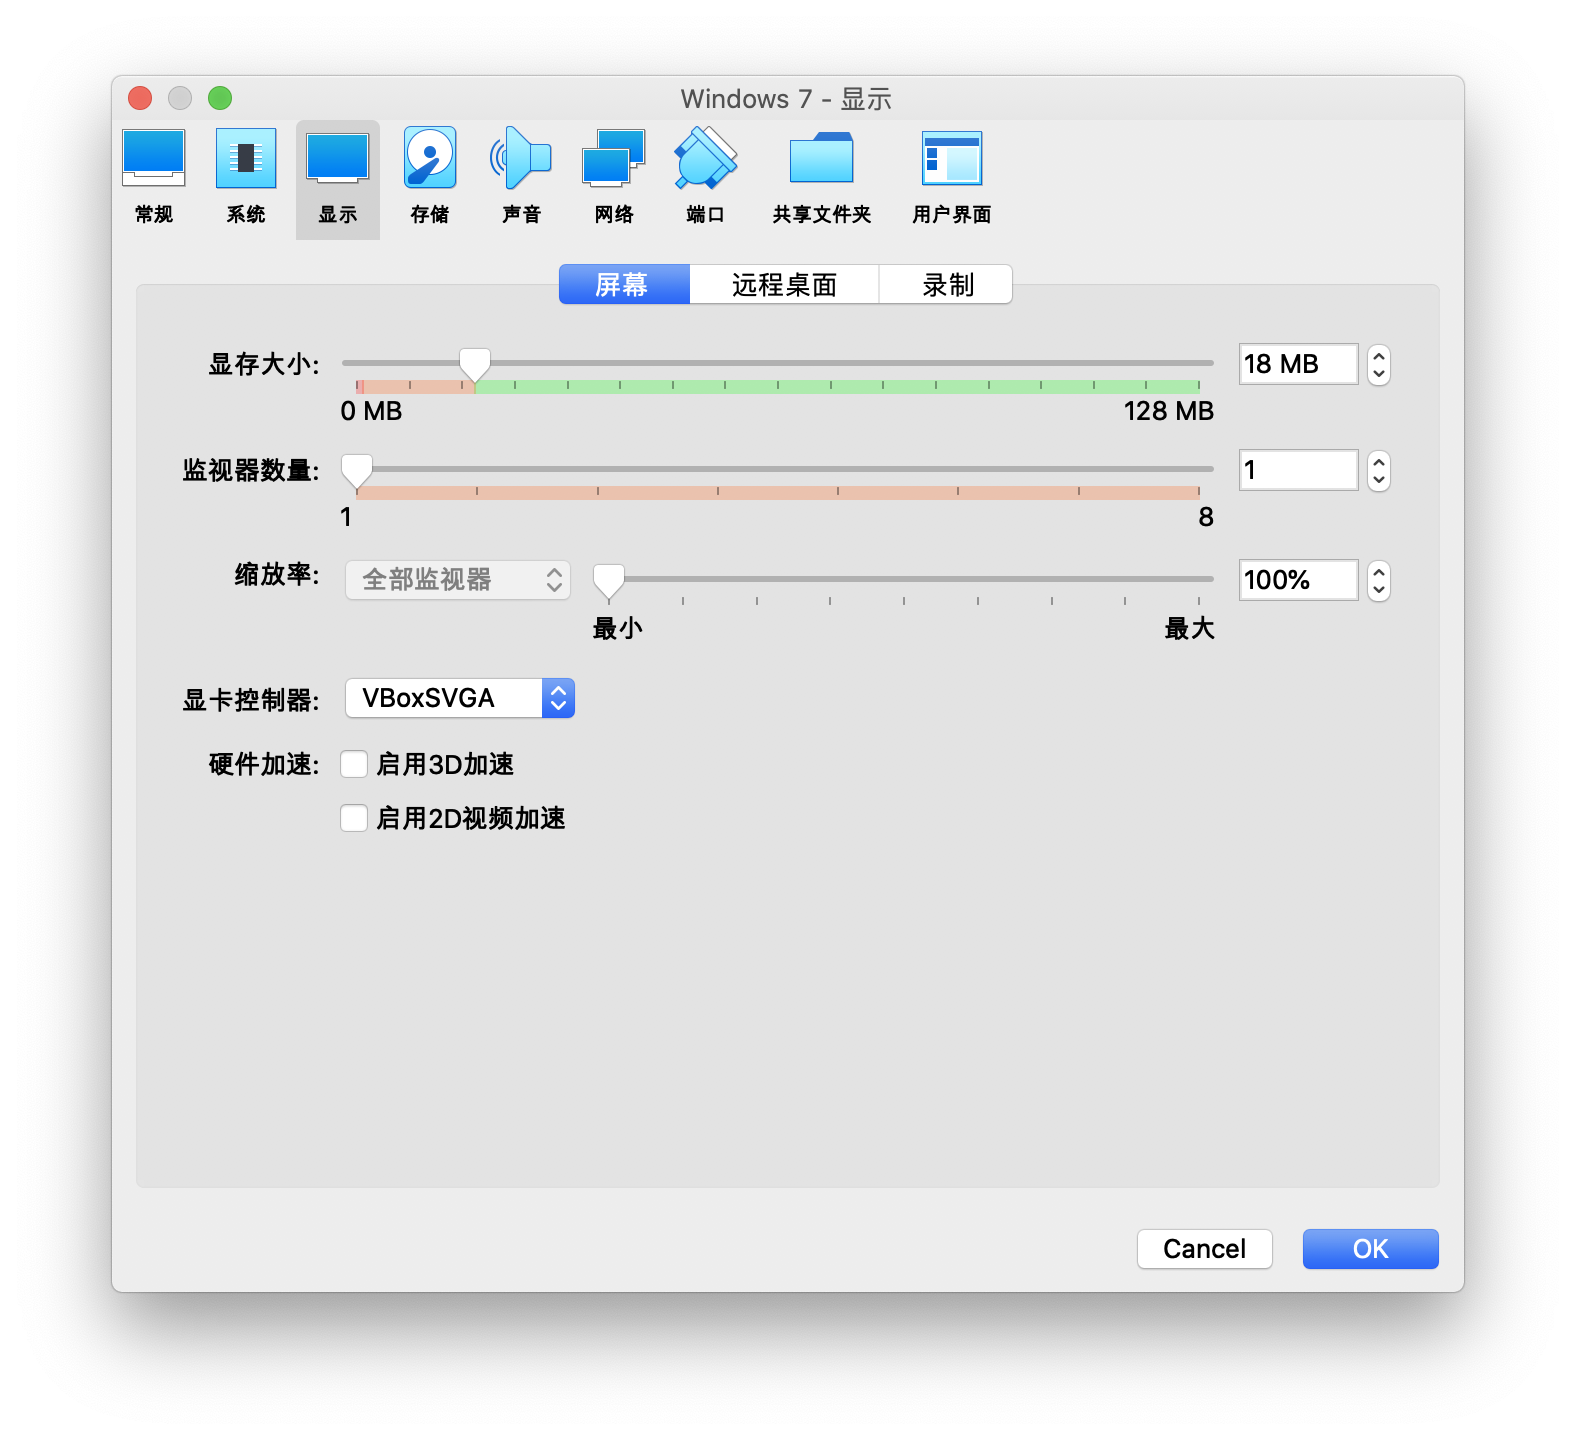 Windows 7 - 显示
常规 系统 显示 存储 声音 网络 端口 共享文件夹 用户界面
屏幕 远程桌面 录制
显存大小: 18 MB
0 MB 128 MB
监视器数量: 1
1 8
缩放率: 全部监视器 100%
最小 最大
显卡控制器: VBoxSVGA
硬件加速: 启用3D加速
启用2D视频加速
Cancel OK